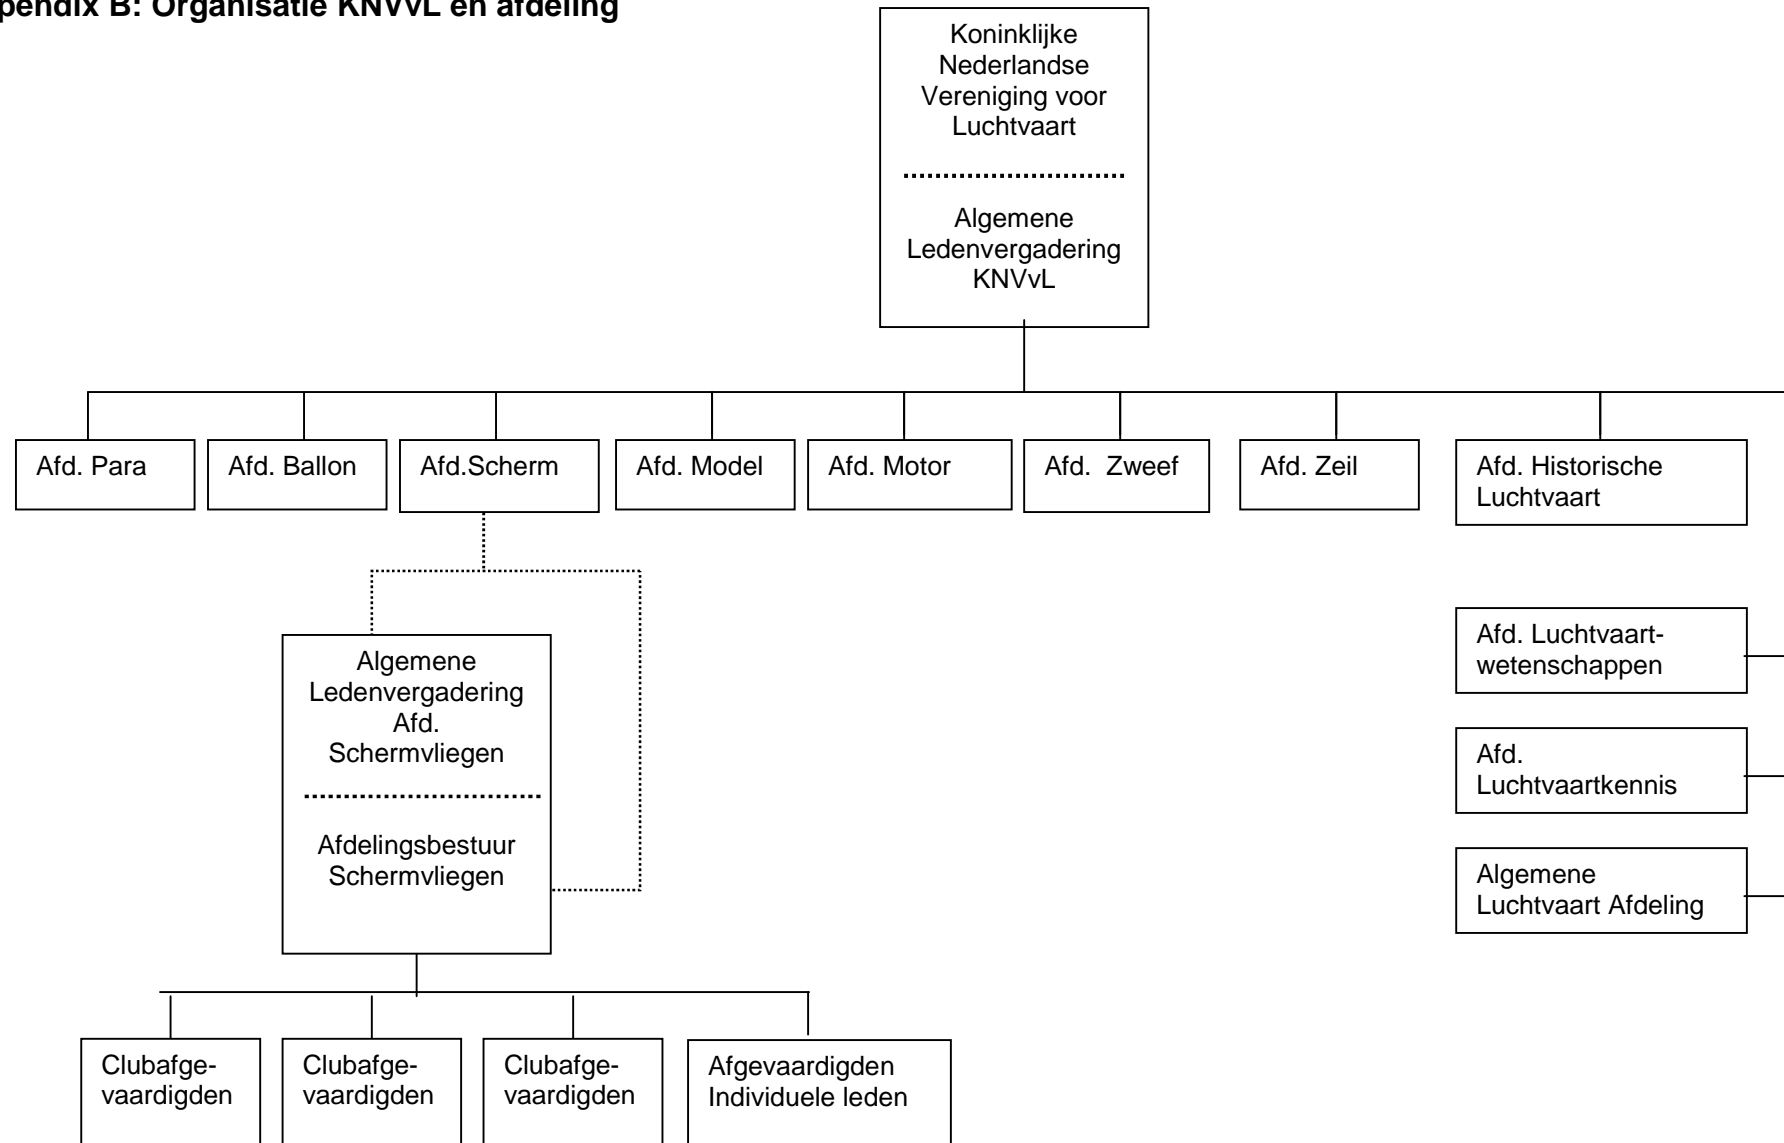 pendix B: Organisatie KNVvL en afdeling
Koninklijke
Nederlandse
Vereniging voor
Luchtvaart
Algemene
Ledenvergadering
KNVvL
Afd. Para
Afd. Ballon
Afd.Scherm
Afd. Model
Afd. Motor
Afd. Zweef
Afd. Zeil
Afd. Historische
Luchtvaart
Algemene
Ledenvergadering
Afd.
Schermvliegen
Afdelingsbestuur
Schermvliegen
Afd. Luchtvaart-
wetenschappen
Afd.
Luchtvaartkennis
Algemene
Luchtvaart Afdeling
Clubafge-
vaardigden
Clubafge-
vaardigden
Clubafge-
vaardigden
Afgevaardigden
Individuele leden